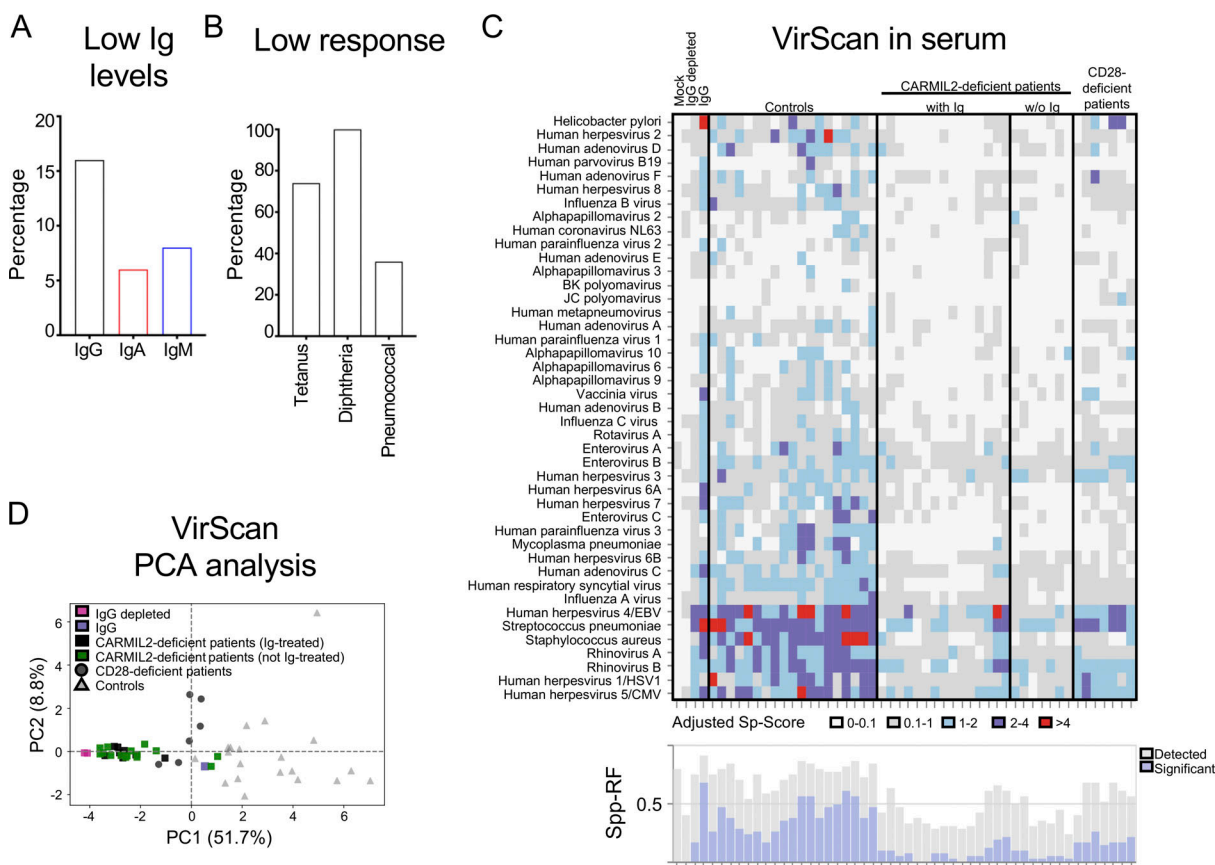 A
Low Ig
levels
Percentage
20
15
10
5
0
IgG
IgA
IgM
B
Low response
Percentage
100
80
60
40
20
0
Tetanus
Diphtheria
Pneumococcal
C
VirScan in serum
Mock
IgG depleted
IgG
Controls
CARMIL2-deficient patients
with Ig
w/o Ig
CD28-
deficient
patients
Helicobacter pylori
Human herpesvirus 2
Human adenovirus D
Human parvovirus B19
Human adenovirus F
Human herpesvirus 8
Influenza B virus
Alphapapillomavirus 2
Human coronavirus NL63
Human parainfluenza virus 2
Human adenovirus E
Alphapapillomavirus 3
BK polyomavirus
JC polyomavirus
Human metapneumovirus
Human adenovirus A
Human parainfluenza virus 1
Alphapapillomavirus 10
Alphapapillomavirus 6
Alphapapillomavirus 9
Vaccinia virus
Human adenovirus B
Influenza C virus
Rotavirus A
Enterovirus A
Enterovirus B
Human herpesvirus 3
Human herpesvirus 6A
Human herpesvirus 7
Enterovirus C
Human parainfluenza virus 3
Mycoplasma pneumoniae
Human herpesvirus 6B
Human adenovirus C
Human respiratory syncytial virus
Influenza A virus
Human herpesvirus 4/EBV
Streptococcus pneumoniae
Staphylococcus aureus
Rhinovirus A
Rhinovirus B
Human herpesvirus 1/HSV1
Human herpesvirus 5/CMV
Adjusted Sp-Score 0-0.1 0.1-1 1-2 2-4 >4
Spp-RF
0.5
Detected
Significant
D
VirScan
PCA analysis
IgG depleted
IgG
CARMIL2-deficient patients (Ig-treated)
CARMIL2-deficient patients (not Ig-treated)
CD28-deficient patients
Controls
PC2 (8.8%)
6
4
2
0
-2
-4 -2 0 2 4 6
PC1 (51.7%)